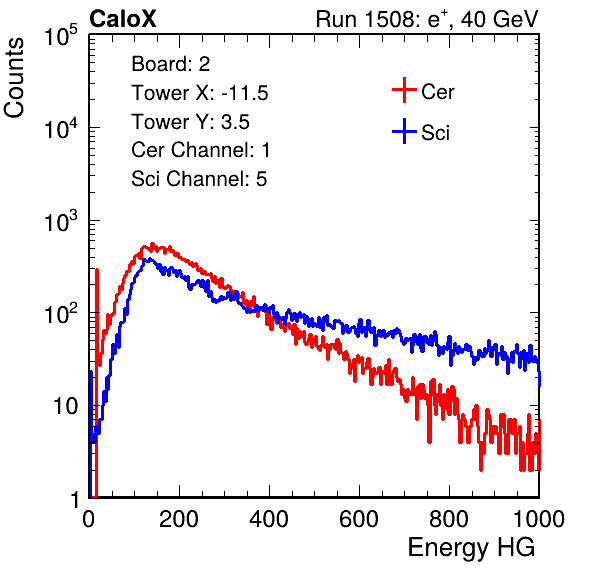 CaloX Run 1508: e⁺, 40 GeV
Counts
10⁵
10⁴
10³
10²
10
1
Board: 2
Tower X: -11.5
Tower Y: 3.5
Cer Channel: 1
Sci Channel: 5
Cer
Sci
0 200 400 600 800 1000
Energy HG